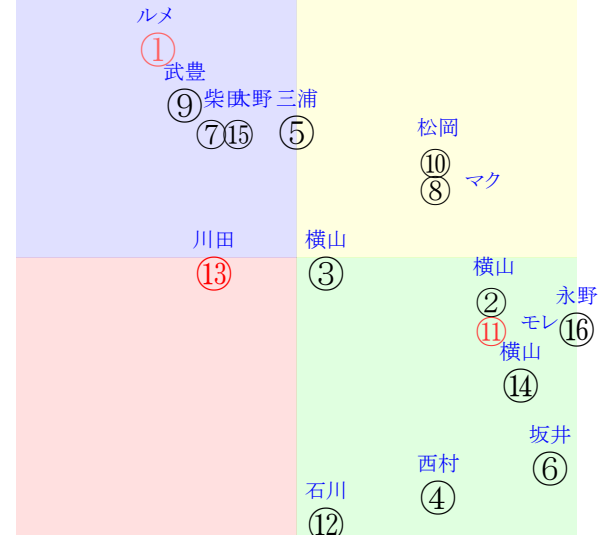 ルメ
①
武豊
⑨
柴田
大野
三浦
⑦
⑮
⑤
松岡
⑩
マク
⑧
川田
横山
⑬
③
横山
②
永野
モレ
⑪
⑯
横山
⑭
坂井
⑥
西村
④
石川
⑫